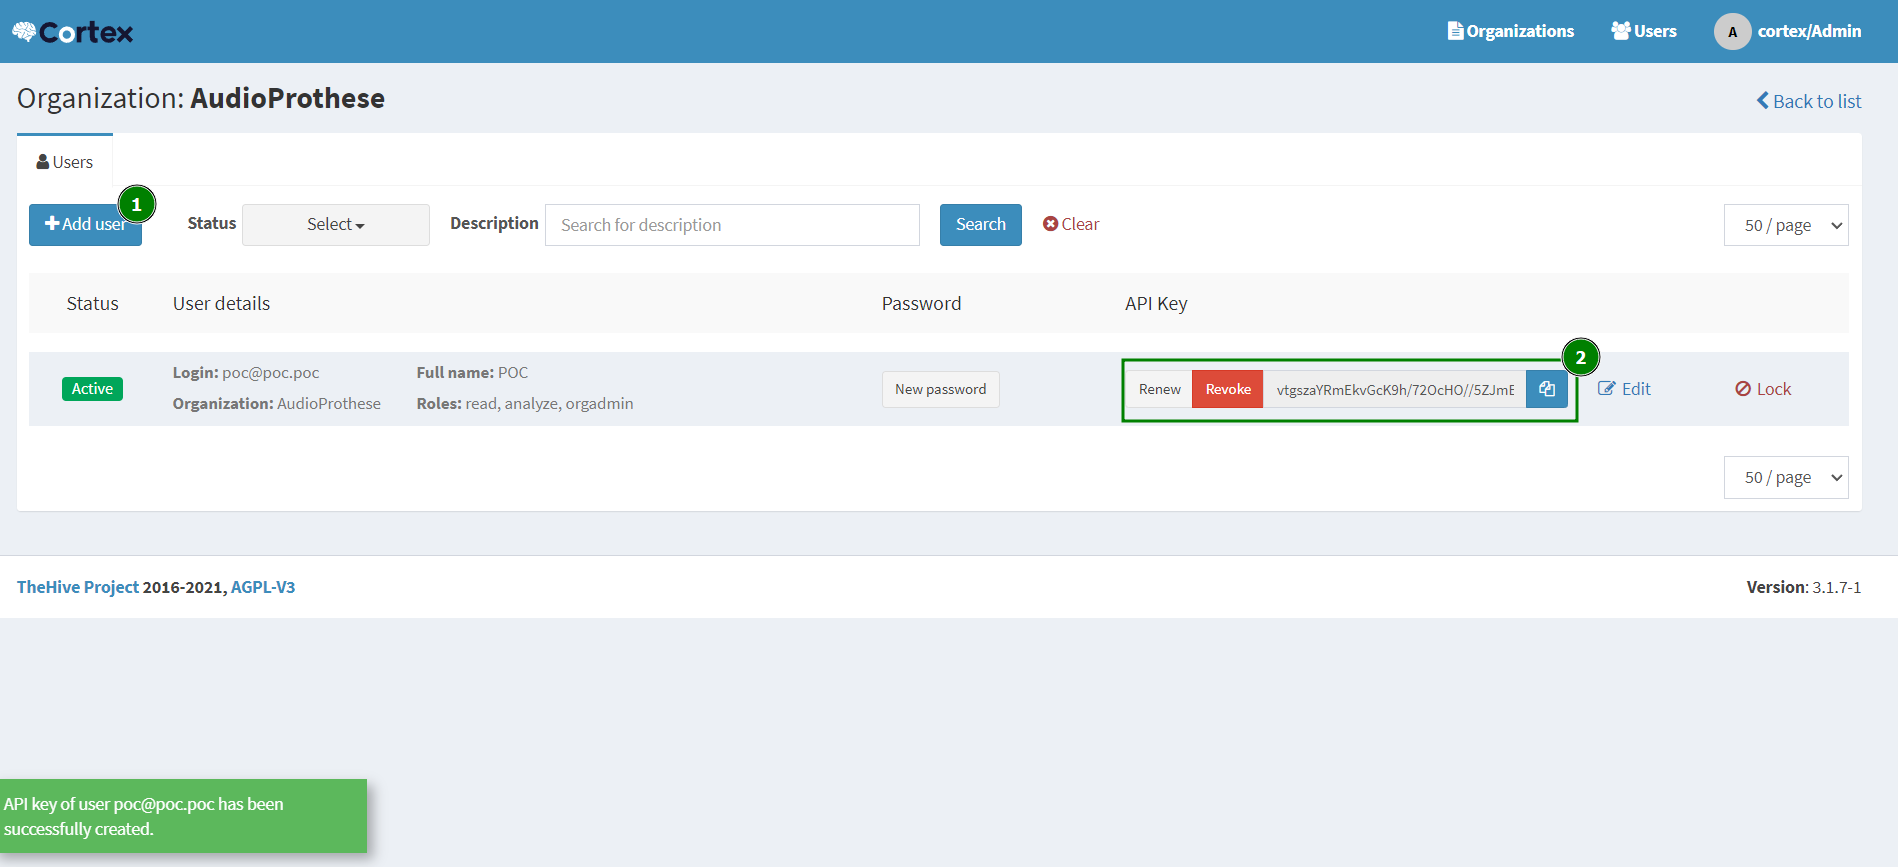 Cortex
Organizations Users A cortex/Admin
Organization: AudioProthese
Back to list
Users
Add user 1 Status Select Description Search for description Search Clear 50 / page
Status User details Password API Key
2
Active Login: poc@poc.poc Full name: POC New password Renew Revoke vtgszaYRmEkvGcK9h/72OcHO//5ZJmE Edit Lock
Organization: AudioProthese Roles: read, analyze, orgadmin
50 / page
TheHive Project 2016-2021, AGPL-V3 Version: 3.1.7-1
API key of user poc@poc.poc has been
successfully created.